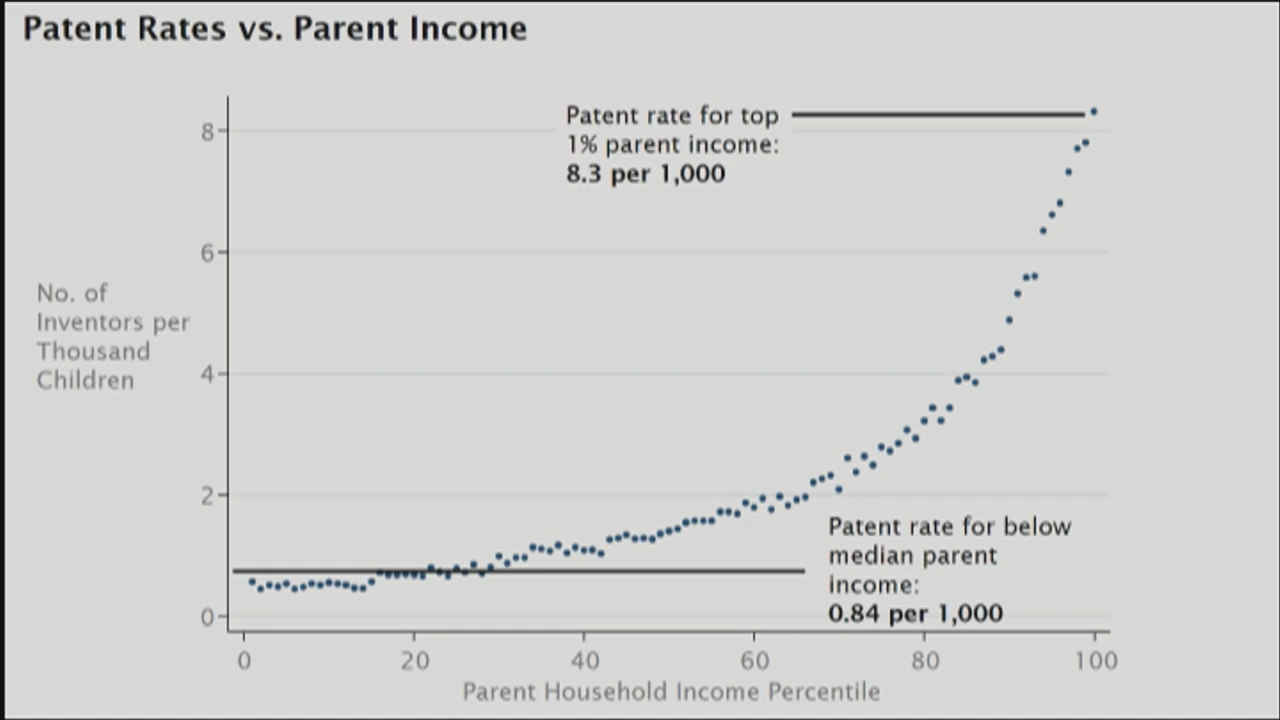 Patent Rates vs. Parent Income
Patent rate for top
1% parent income:
8.3 per 1,000
8
6
4
2
0
No. of
Inventors per
Thousand
Children
Patent rate for below
median parent
income:
0.84 per 1,000
0 20 40 60 80 100
Parent Household Income Percentile